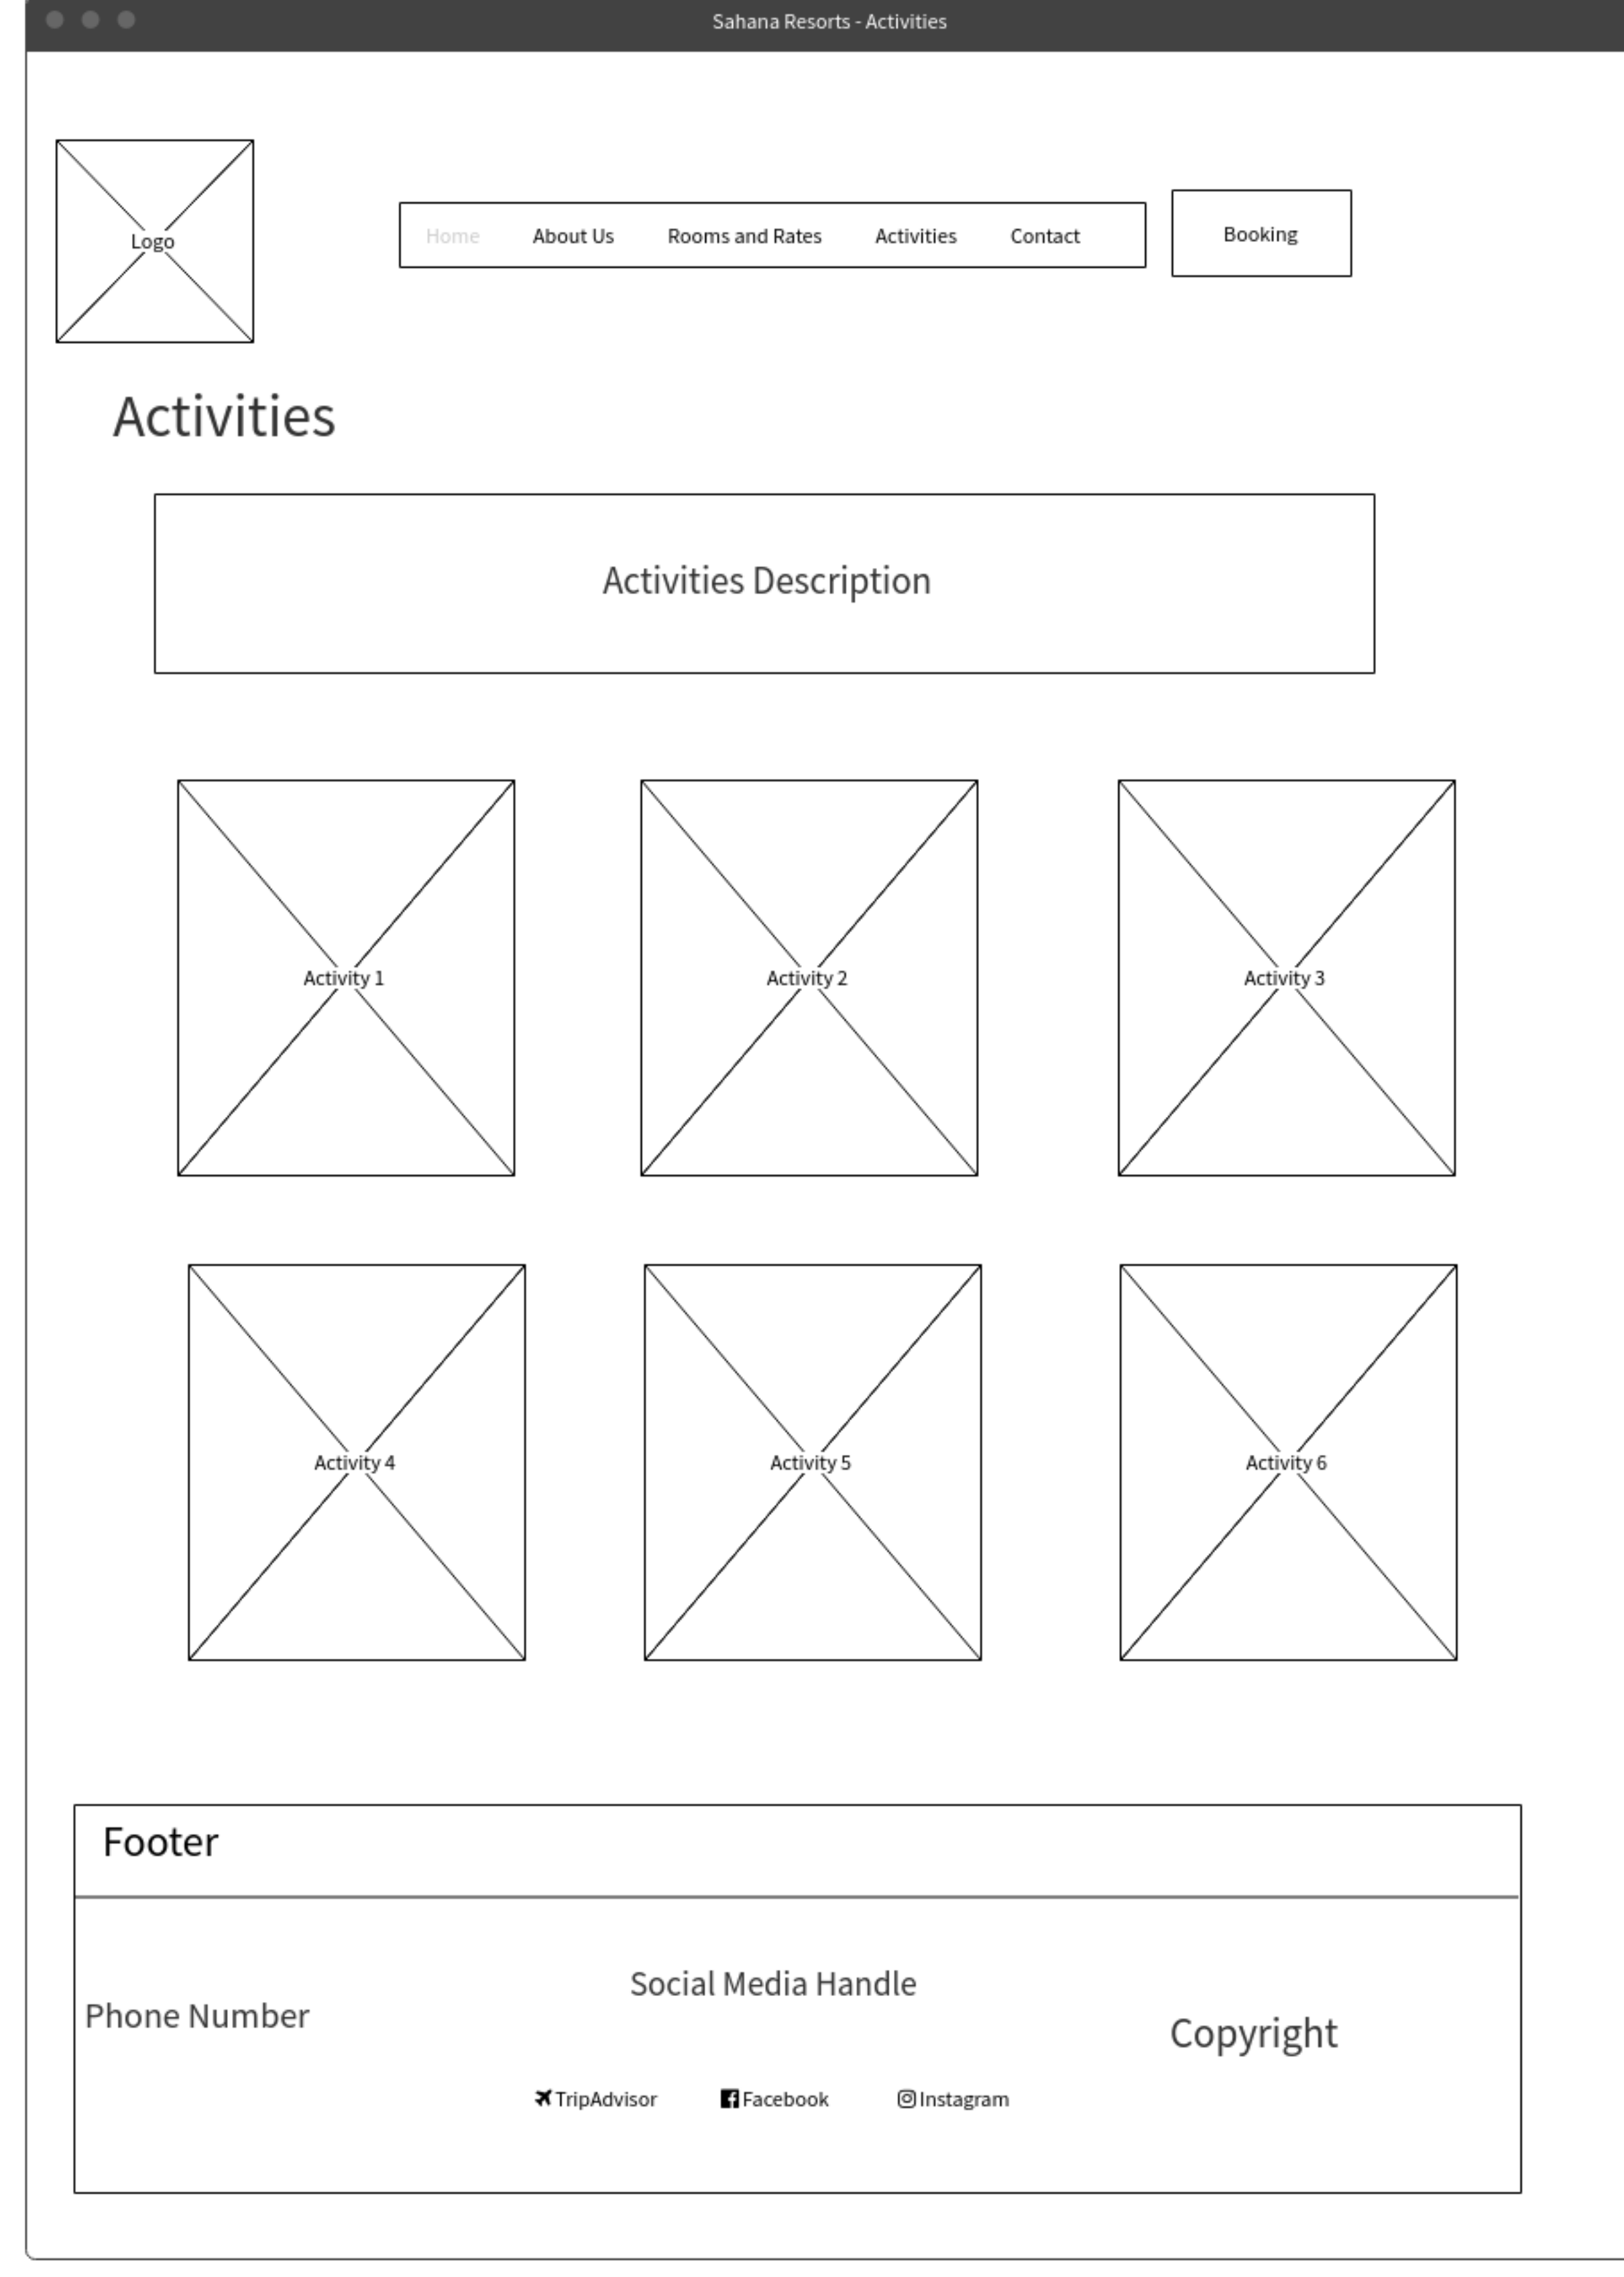 Sahana Resorts - Activities
Logo
Home About Us Rooms and Rates Activities Contact
Booking
Activities
Activities Description
Activity 1 Activity 2 Activity 3
Activity 4 Activity 5 Activity 6
Footer
Social Media Handle
Phone Number
Copyright
TripAdvisor Facebook Instagram